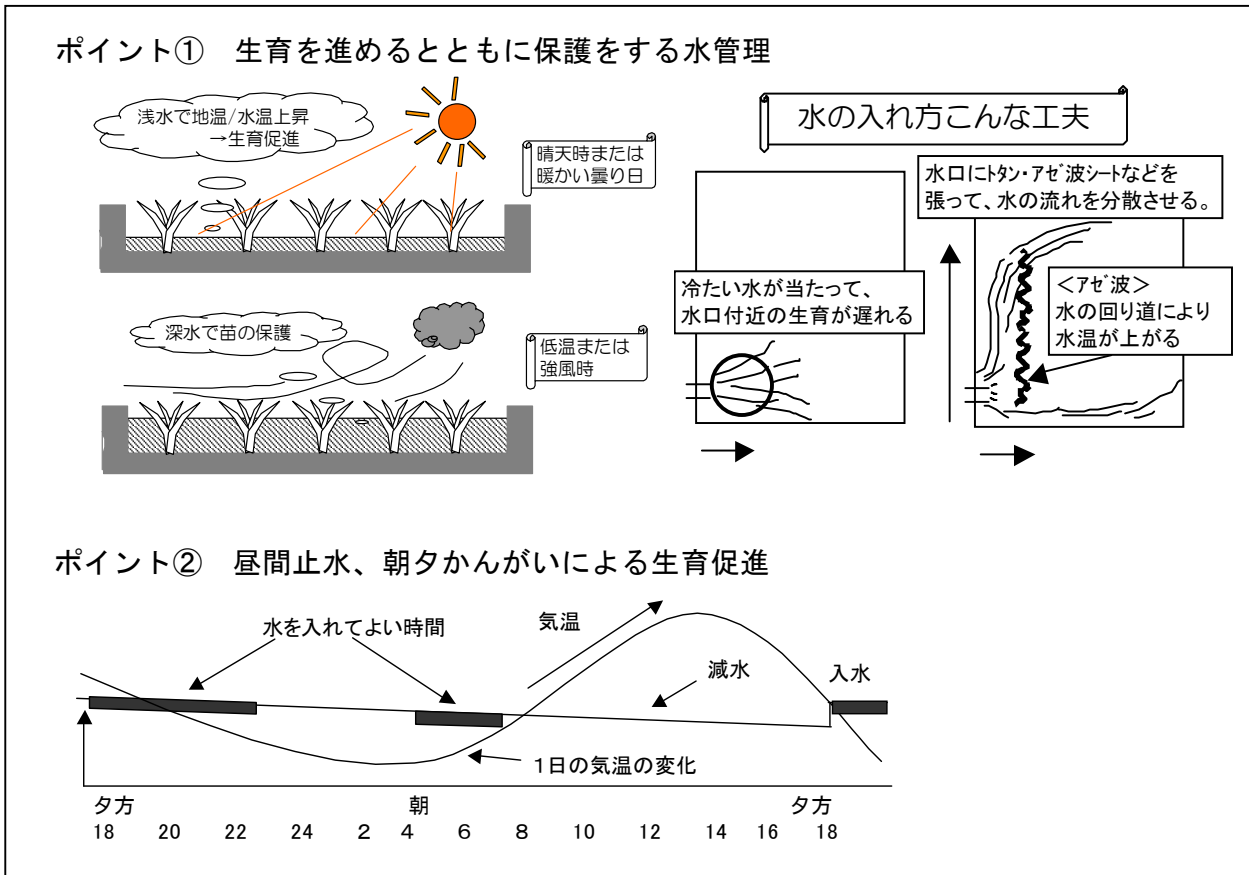 ポイント① 生育を進めるとともに保護をする水管理
浅水で地温/水温上昇
→生育促進
晴天時または
暖かい曇り日
深水で苗の保護
低温または
強風時
水の入れ方こんな工夫
冷たい水が当たって、
水口付近の生育が遅れる
水口にﾄﾀﾝ・ｱｾﾞ波ｼｰﾄなどを
張って、水の流れを分散させる。
＜ｱｾﾞ波＞
水の回り道により
水温が上がる
ポイント② 昼間止水、朝夕かんがいによる生育促進
水を入れてよい時間
気温
減水
入水
1日の気温の変化
夕方 朝 夕方
18 20 22 24 2 4 6 8 10 12 14 16 18